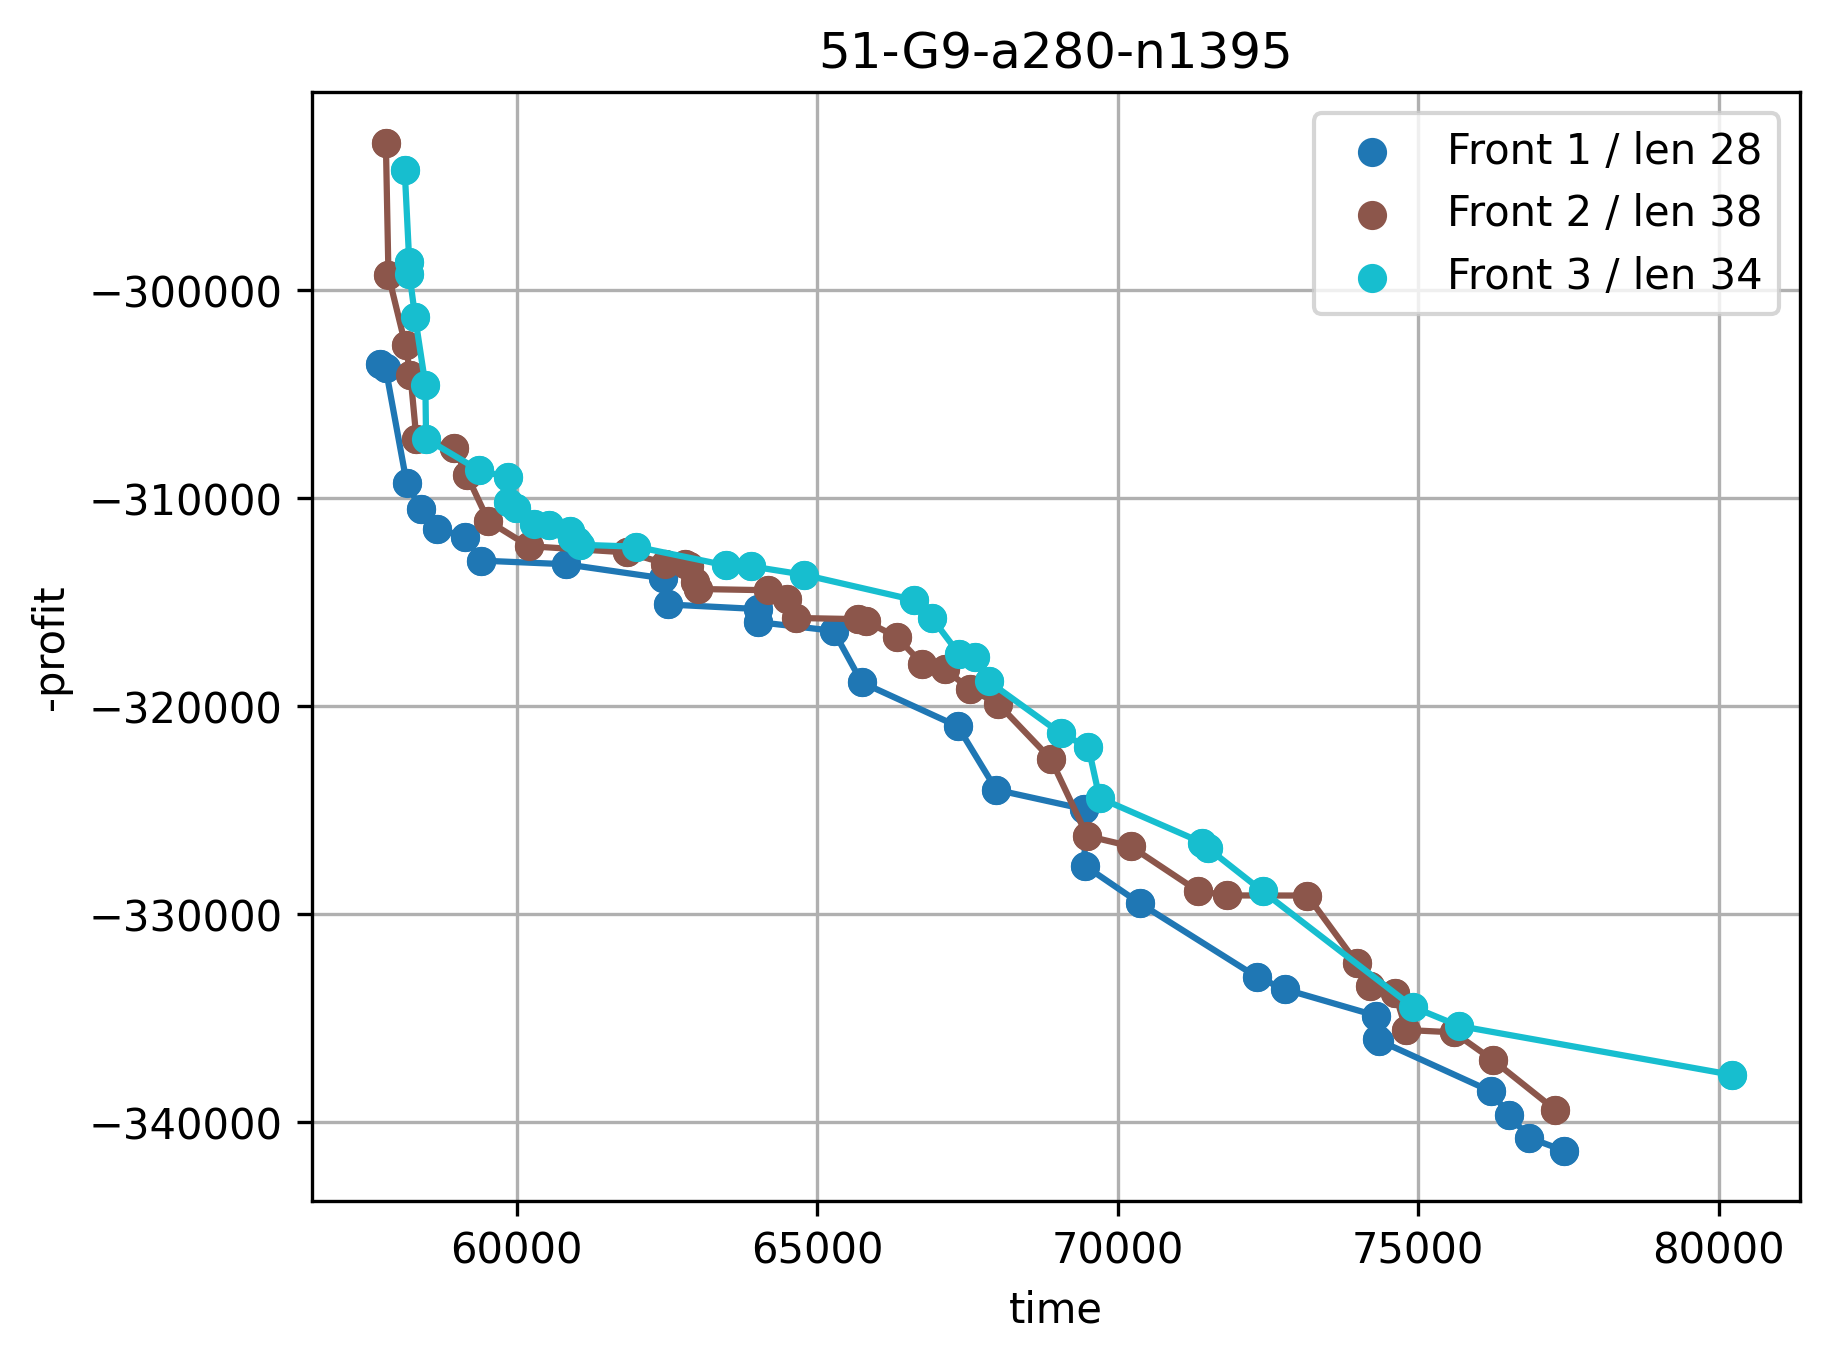 51-G9-a280-n1395
Front 1 / len 28
Front 2 / len 38
Front 3 / len 34
−300000
−310000
−320000
−330000
−340000
-profit
60000 65000 70000 75000 80000
time